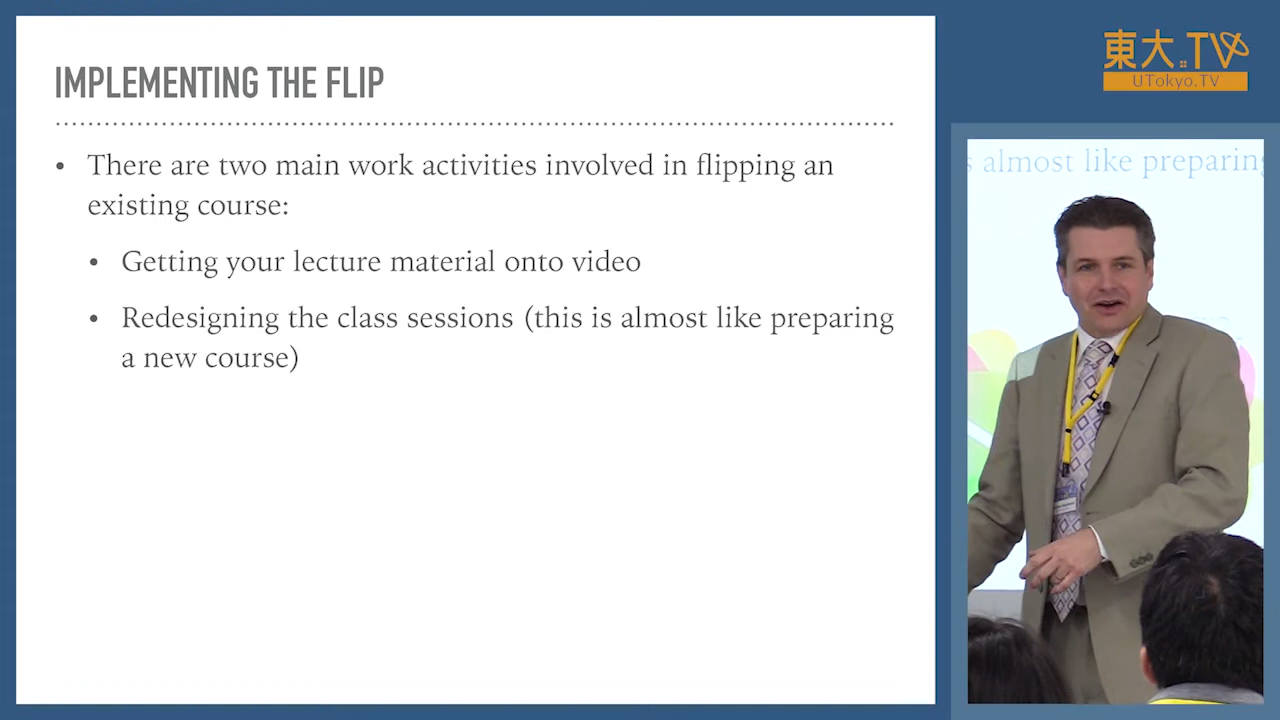 IMPLEMENTING THE FLIP
• There are two main work activities involved in flipping an
existing course:
• Getting your lecture material onto video
• Redesigning the class sessions (this is almost like preparing
a new course)
東大.TV
UTokyo.TV
s almost like preparing